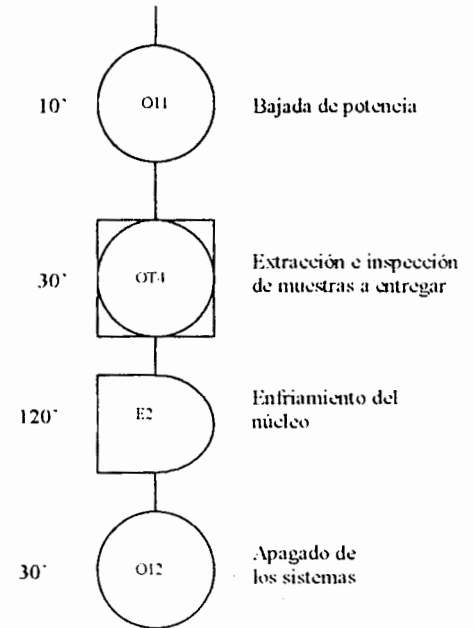 10`
O11
Bajada de potencia
30`
OT4
Extracción e inspección
de muestras a entregar
120`
E2
Enfriamiento del
núcleo
30`
O12
Apagado de
los sistemas